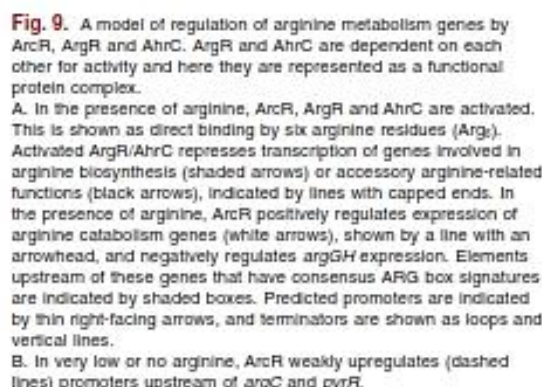 Fig. 9. A model of regulation of arginine metabolism genes by
ArcR, ArgR and AhrC. ArgR and AhrC are dependent on each
other for activity and here they are represented as a functional
protein complex.
A. In the presence of arginine, ArcR, ArgR and AhrC are activated.
This is shown as direct binding by six arginine residues (Arg₆).
Activated ArgR/AhrC represses transcription of genes involved in
arginine biosynthesis (shaded arrows) or accessory arginine-related
functions (black arrows), indicated by lines with capped ends. In
the presence of arginine, ArcR positively regulates expression of
arginine catabolism genes (white arrows), shown by a line with an
arrowhead, and negatively regulates argGH expression. Elements
upstream of these genes that have consensus ARG box signatures
are indicated by shaded boxes. Predicted promoters are indicated
by thin right-facing arrows, and terminators are shown as loops and
vertical lines.
B. In very low or no arginine, ArcR weakly upregulates (dashed
lines) promoters upstream of argC and pyrR.